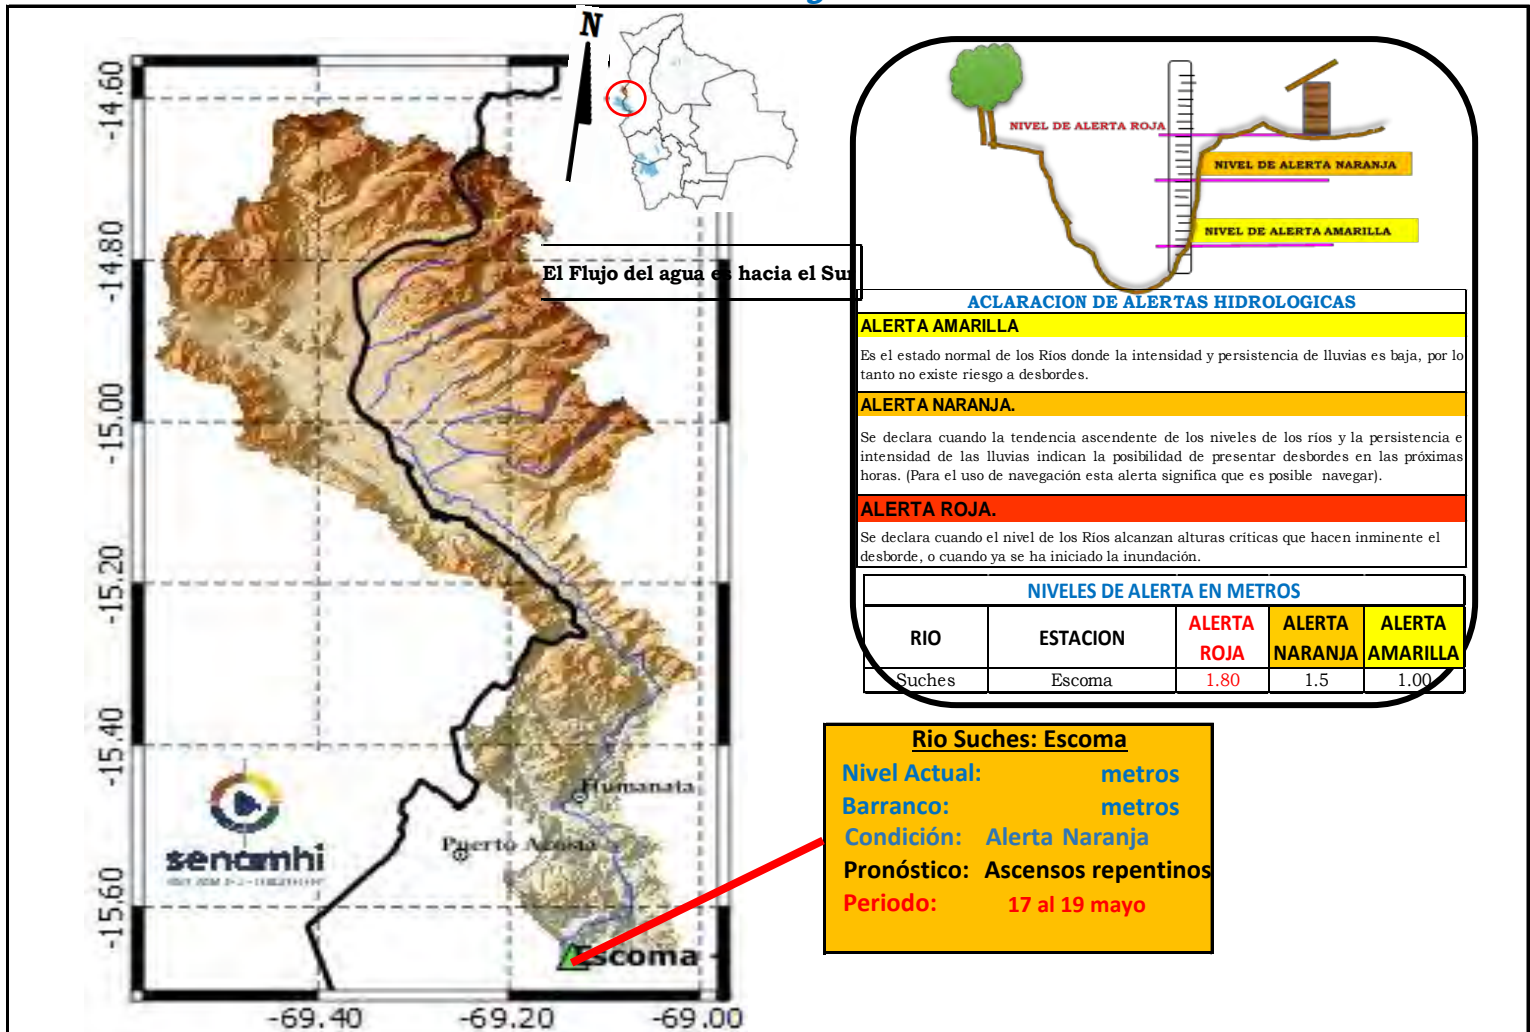 N
El Flujo del agua es hacia el Sur
-14.60
-14.80
-15.00
-15.20
-15.40
-15.60
-69.40
-69.20
-69.00
Humanata
Puerto Acosta
Escoma
senamhi
NIVEL DE ALERTA ROJA
NIVEL DE ALERTA NARANJA
NIVEL DE ALERTA AMARILLA
ACLARACION DE ALERTAS HIDROLOGICAS
ALERTA AMARILLA
Es el estado normal de los Ríos donde la intensidad y persistencia de lluvias es baja, por lo
tanto no existe riesgo a desbordes.
ALERTA NARANJA.
Se declara cuando la tendencia ascendente de los niveles de los ríos y la persistencia e
intensidad de las lluvias indican la posibilidad de presentar desbordes en las próximas
horas. (Para el uso de navegación esta alerta significa que es posible navegar).
ALERTA ROJA.
Se declara cuando el nivel de los Ríos alcanzan alturas críticas que hacen inminente el
desborde, o cuando ya se ha iniciado la inundación.
NIVELES DE ALERTA EN METROS
RIO ESTACION ALERTA ROJA ALERTA NARANJA ALERTA AMARILLA
Suches Escoma 1.80 1.5 1.00
Rio Suches: Escoma
Nivel Actual: metros
Barranco: metros
Condición: Alerta Naranja
Pronóstico: Ascensos repentinos
Periodo: 17 al 19 mayo